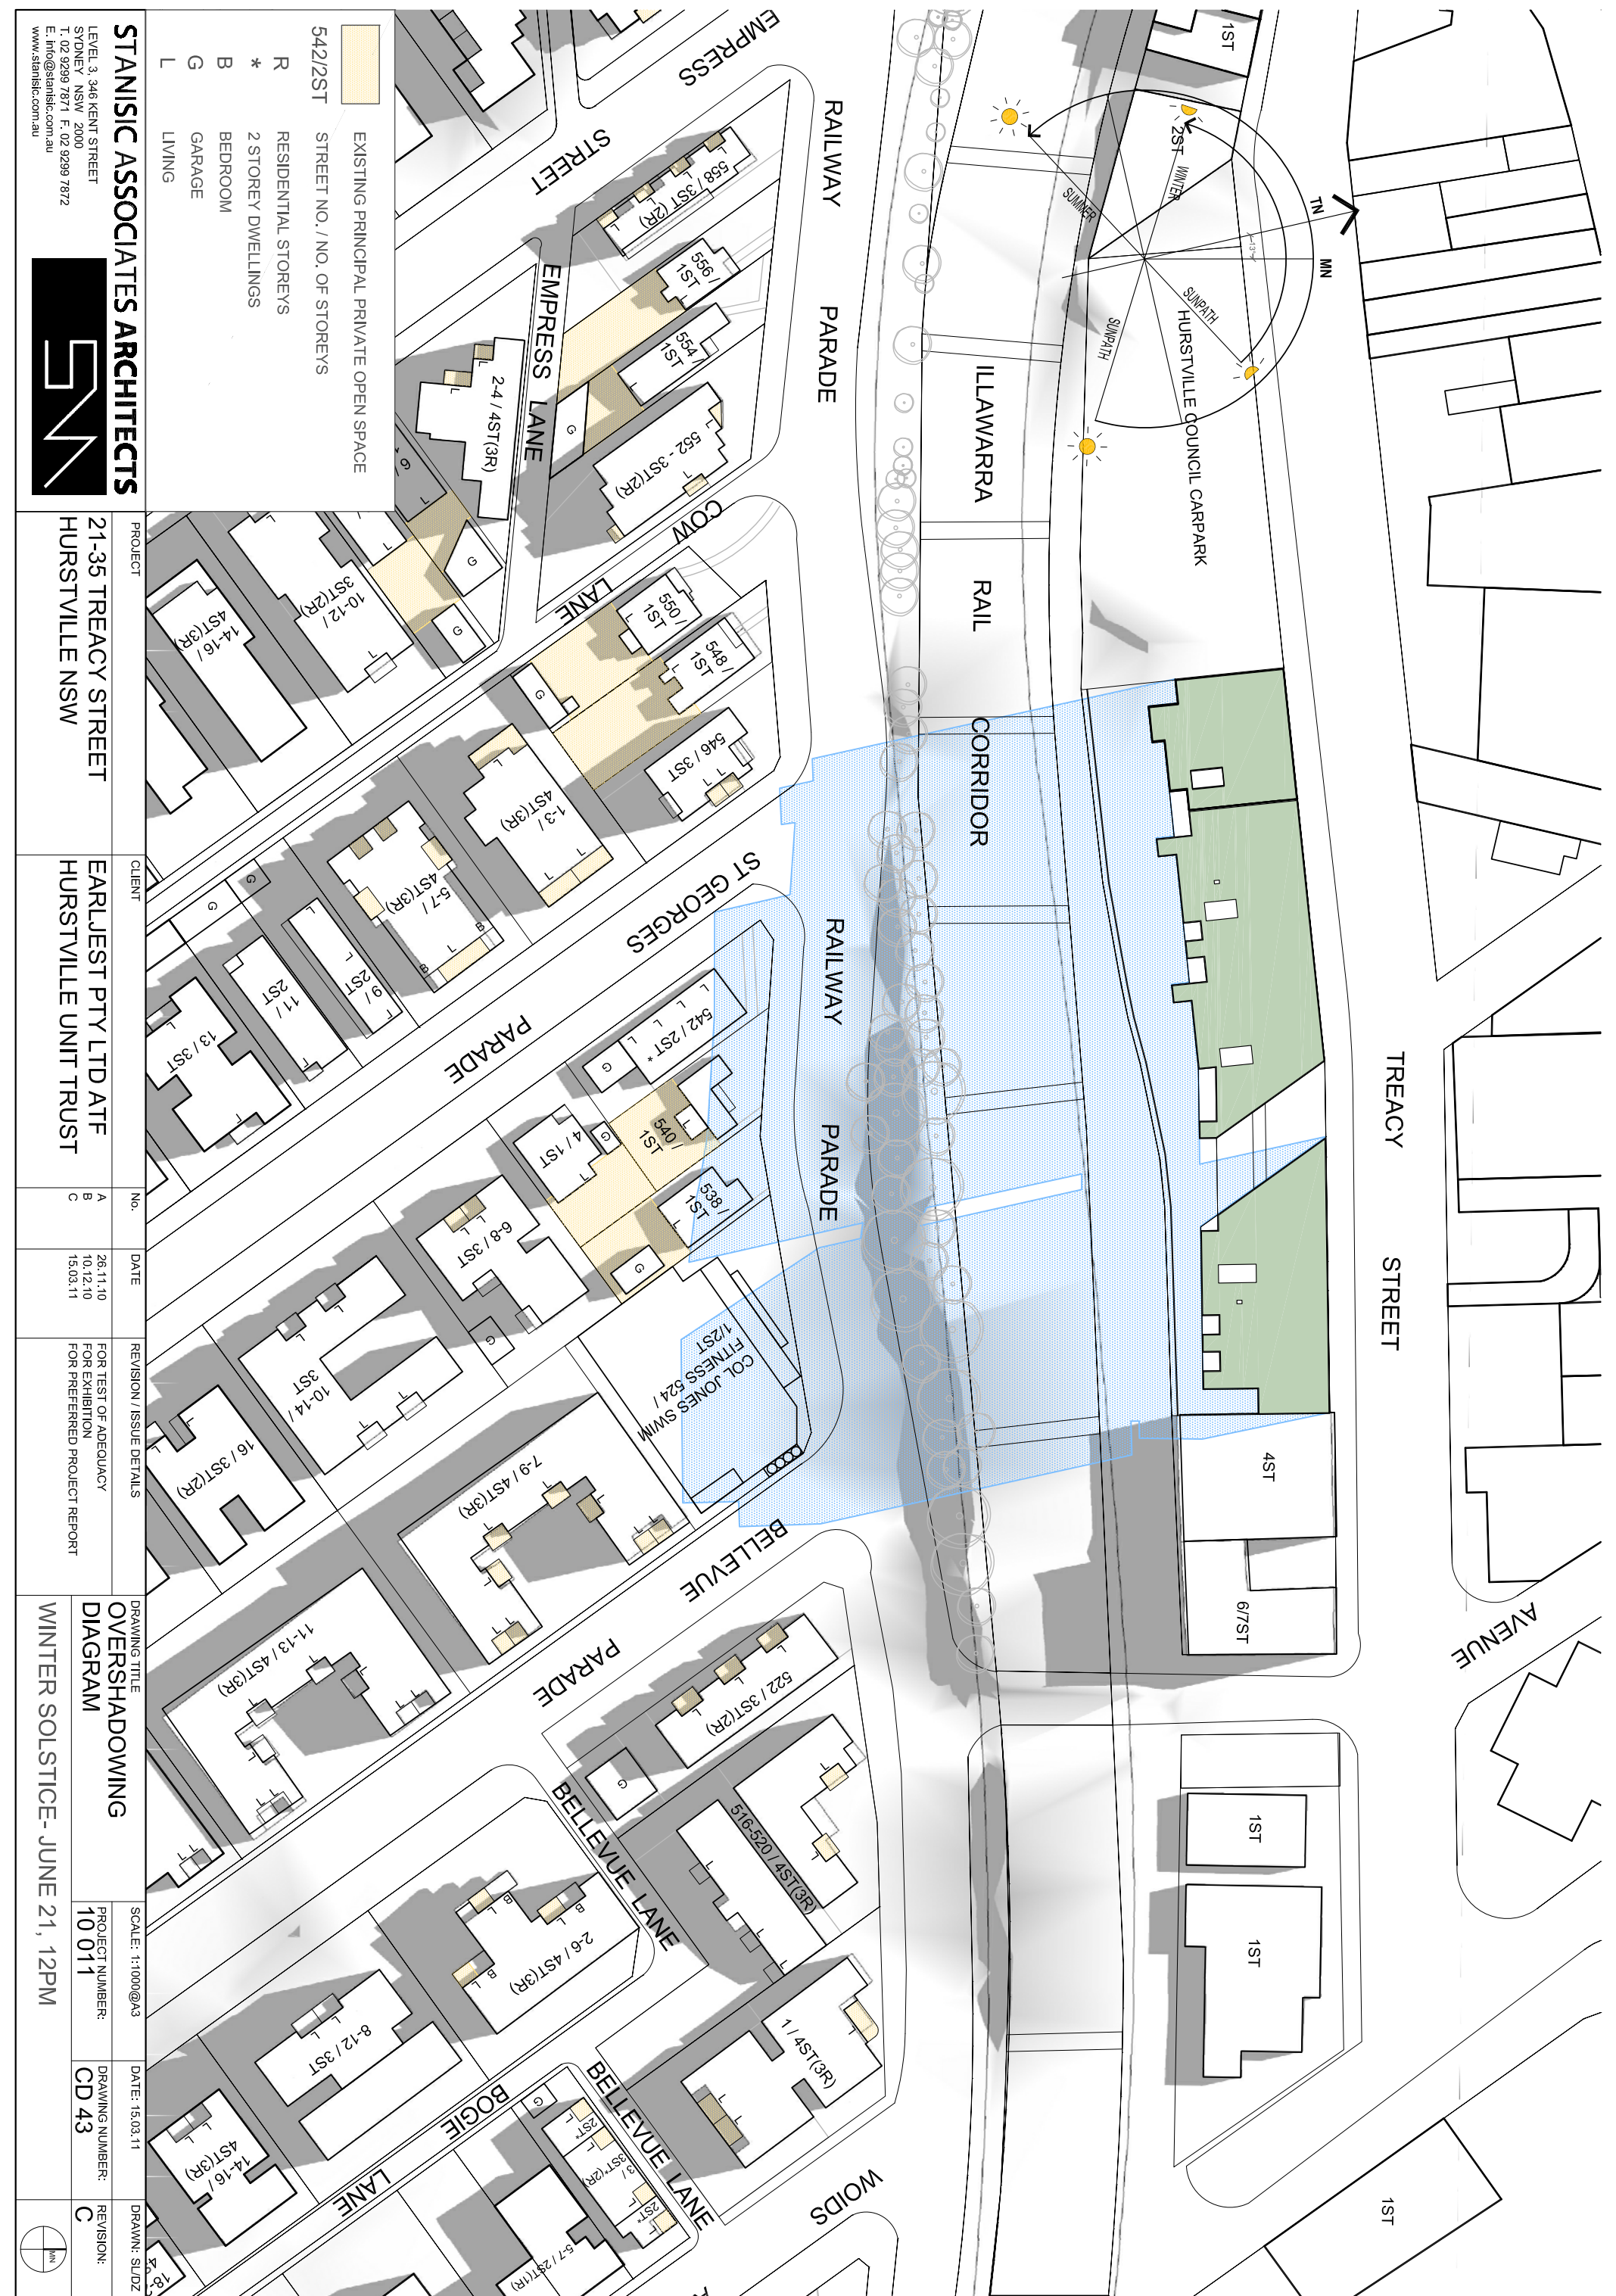 STANISIC ASSOCIATES ARCHITECTS
LEVEL 3, 346 KENT STREET
SYDNEY NSW 2000
T. 02 9299 7871 F. 02 9299 7872
E. info@stanisic.com.au
www.stanisic.com.au
PROJECT
21-35 TREACY STREET
HURSTVILLE NSW
CLIENT
EARLJEST PTY LTD ATF
HURSTVILLE UNIT TRUST
No.
DATE
REVISION / ISSUE DETAILS
A 26.11.10 FOR TEST OF ADEQUACY
B 10.12.10 FOR EXHIBITION
C 15.03.11 FOR PREFERRED PROJECT REPORT
DRAWING TITLE
OVERSHADOWING
DIAGRAM
WINTER SOLSTICE- JUNE 21, 12PM
SCALE: 1:1000@A3
DATE: 15.03.11
DRAWN: SL/DZ
PROJECT NUMBER:
10 011
DRAWING NUMBER:
CD 43
REVISION:
C
MN
EXISTING PRINCIPAL PRIVATE OPEN SPACE
542/2ST STREET NO. / NO. OF STOREYS
R RESIDENTIAL STOREYS
* 2 STOREY DWELLINGS
B BEDROOM
G GARAGE
L LIVING
TREACY STREET
AVENUE
1ST
2ST
TN
MN
WINTER
SUMMER
SUNPATH
SUNPATH
HURSTVILLE COUNCIL CARPARK
4ST
6/7ST
1ST
1ST
1ST
ILLAWARRA RAIL CORRIDOR
RAILWAY PARADE
RAILWAY PARADE
EMPRESS STREET
EMPRESS LANE
COW LANE
ST GEORGES PARADE
BELLEVUE PARADE
BELLEVUE LANE
BELLEVUE LANE
BOGIE LANE
WOIDS
558 / 3ST (2R)
556 /
1ST
554 /
1ST
552 - 3ST(2R)
2-4 / 4ST(3R)
550 /
1ST
548 /
1ST
546 / 3ST
10-12 /
3ST(2R)
14-16 /
4ST(3R)
1-3 /
4ST(3R)
5-7 /
4ST(3R)
9 /
2ST
11 /
2ST
13 / 3ST
542 / 2ST *
540 /
1ST
538 /
1ST
4 / 1ST
6-8 / 3ST
10-14 /
3ST
16 / 3ST(2R)
COL JONES SWIM
FITNESS 524 /
1/2ST
7-9 / 4ST(3R)
11-13 / 4ST(3R)
522 / 3ST(2R)
516-520 / 4ST(3R)
2-6 / 4ST(3R)
8-12 / 3ST
14-16 /
4ST(3R)
1 / 4ST(3R)
2ST*
3 /
3ST*(2R)
2ST*
5-7 / 2ST(1R)